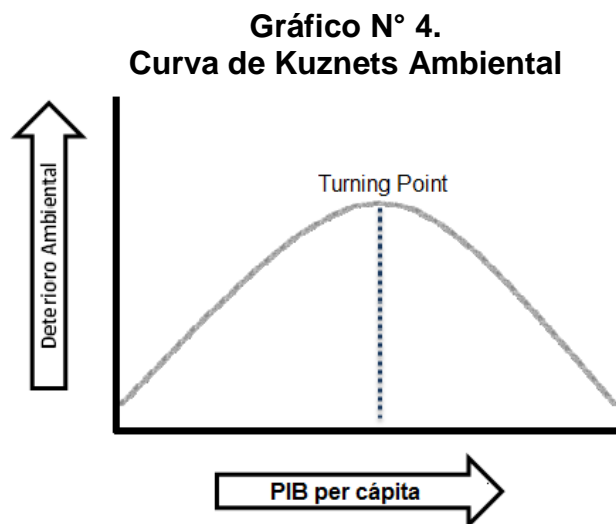 Gráfico N° 4.
Curva de Kuznets Ambiental
Turning Point
Deterioro Ambiental
PIB per cápita